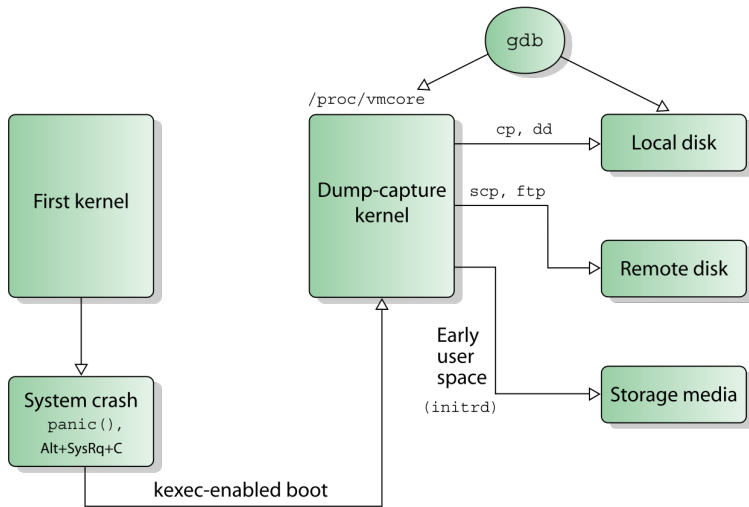 gdb
/proc/vmcore
First kernel
Dump-capture
kernel
cp, dd
Local disk
scp, ftp
Remote disk
Early
user
space
(initrd)
Storage media
System crash
panic(),
Alt+SysRq+C
kexec-enabled boot